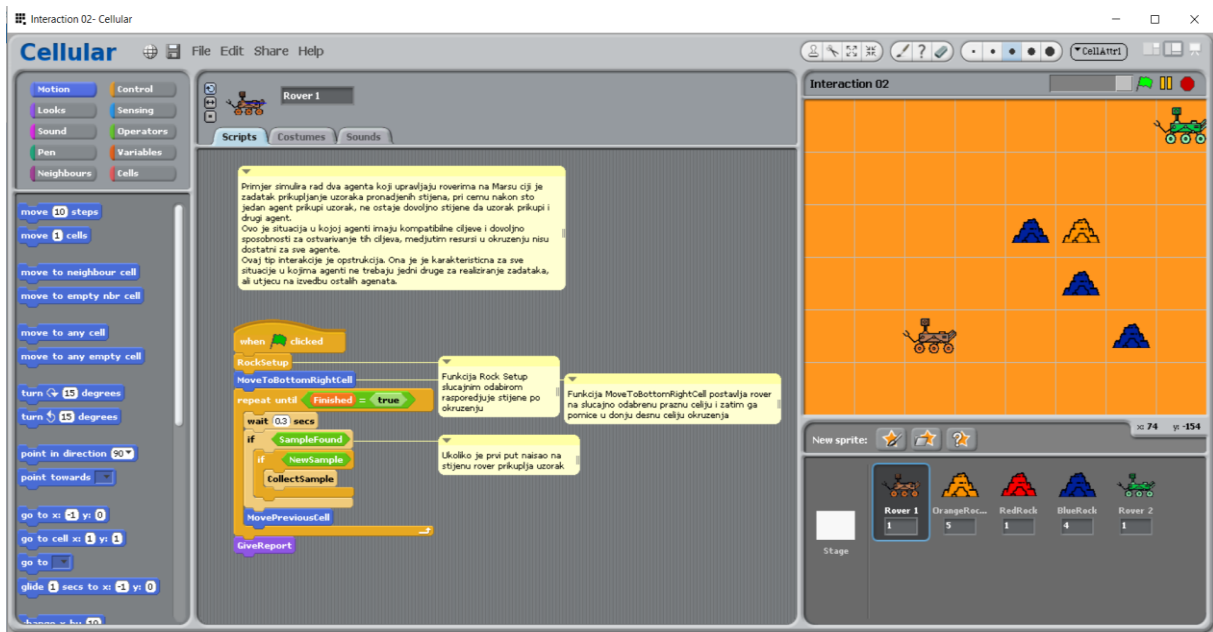 Interaction 02- Cellular
Cellular File Edit Share Help
CellAttr1
Motion Control
Looks Sensing
Sound Operators
Pen Variables
Neighbours Cells
move 10 steps
move 1 cells
move to neighbour cell
move to empty nbr cell
move to any cell
move to any empty cell
turn 15 degrees
turn 15 degrees
point in direction 90
point towards
go to x: -1 y: 0
go to cell x: 1 y: 1
go to
glide 1 secs to x: -1 y: 0
change x by 10
Rover 1
Scripts Costumes Sounds
Primjer simulira rad dva agenta koji upravljaju roverima na Marsu ciji je
zadatak prikupljanje uzoraka pronadjenih stijena, pri cemu nakon sto
jedan agent prikupi uzorak, ne ostaje dovoljno stijene da uzorak prikupi i
drugi agent.
Ovo je situacija u kojoj agenti imaju kompatibilne ciljeve i dovoljno
sposobnosti za ostvarivanje tih ciljeva, medjutim resursi u okruzenju nisu
dostatni za sve agente.
Ovaj tip interakcije je opstrukcija. Ona je je karakteristicna za sve
situacije u kojima agenti ne trebaju jedni druge za realiziranje zadataka,
ali utjecu na izvedbu ostalih agenata.
when clicked
RockSetup
MoveToBottomRightCell
repeat until Finished = true
wait 0.3 secs
if SampleFound
if NewSample
CollectSample
MovePreviousCell
GiveReport
Funkcija Rock Setup
slucajnim odabirom
rasporedjuje stijene po
okruzenju
Funkcija MoveToBottomRightCell postavlja rover
na slucajno odabrenu praznu celiju i zatim ga
pomice u donju desnu celiju okruzenja
Ukoliko je prvi put naisao na
stijenu rover prikuplja uzorak
Interaction 02
x: 74 y: -154
New sprite:
Rover 1 OrangeRoc... RedRock BlueRock Rover 2
1 5 1 4 1
Stage